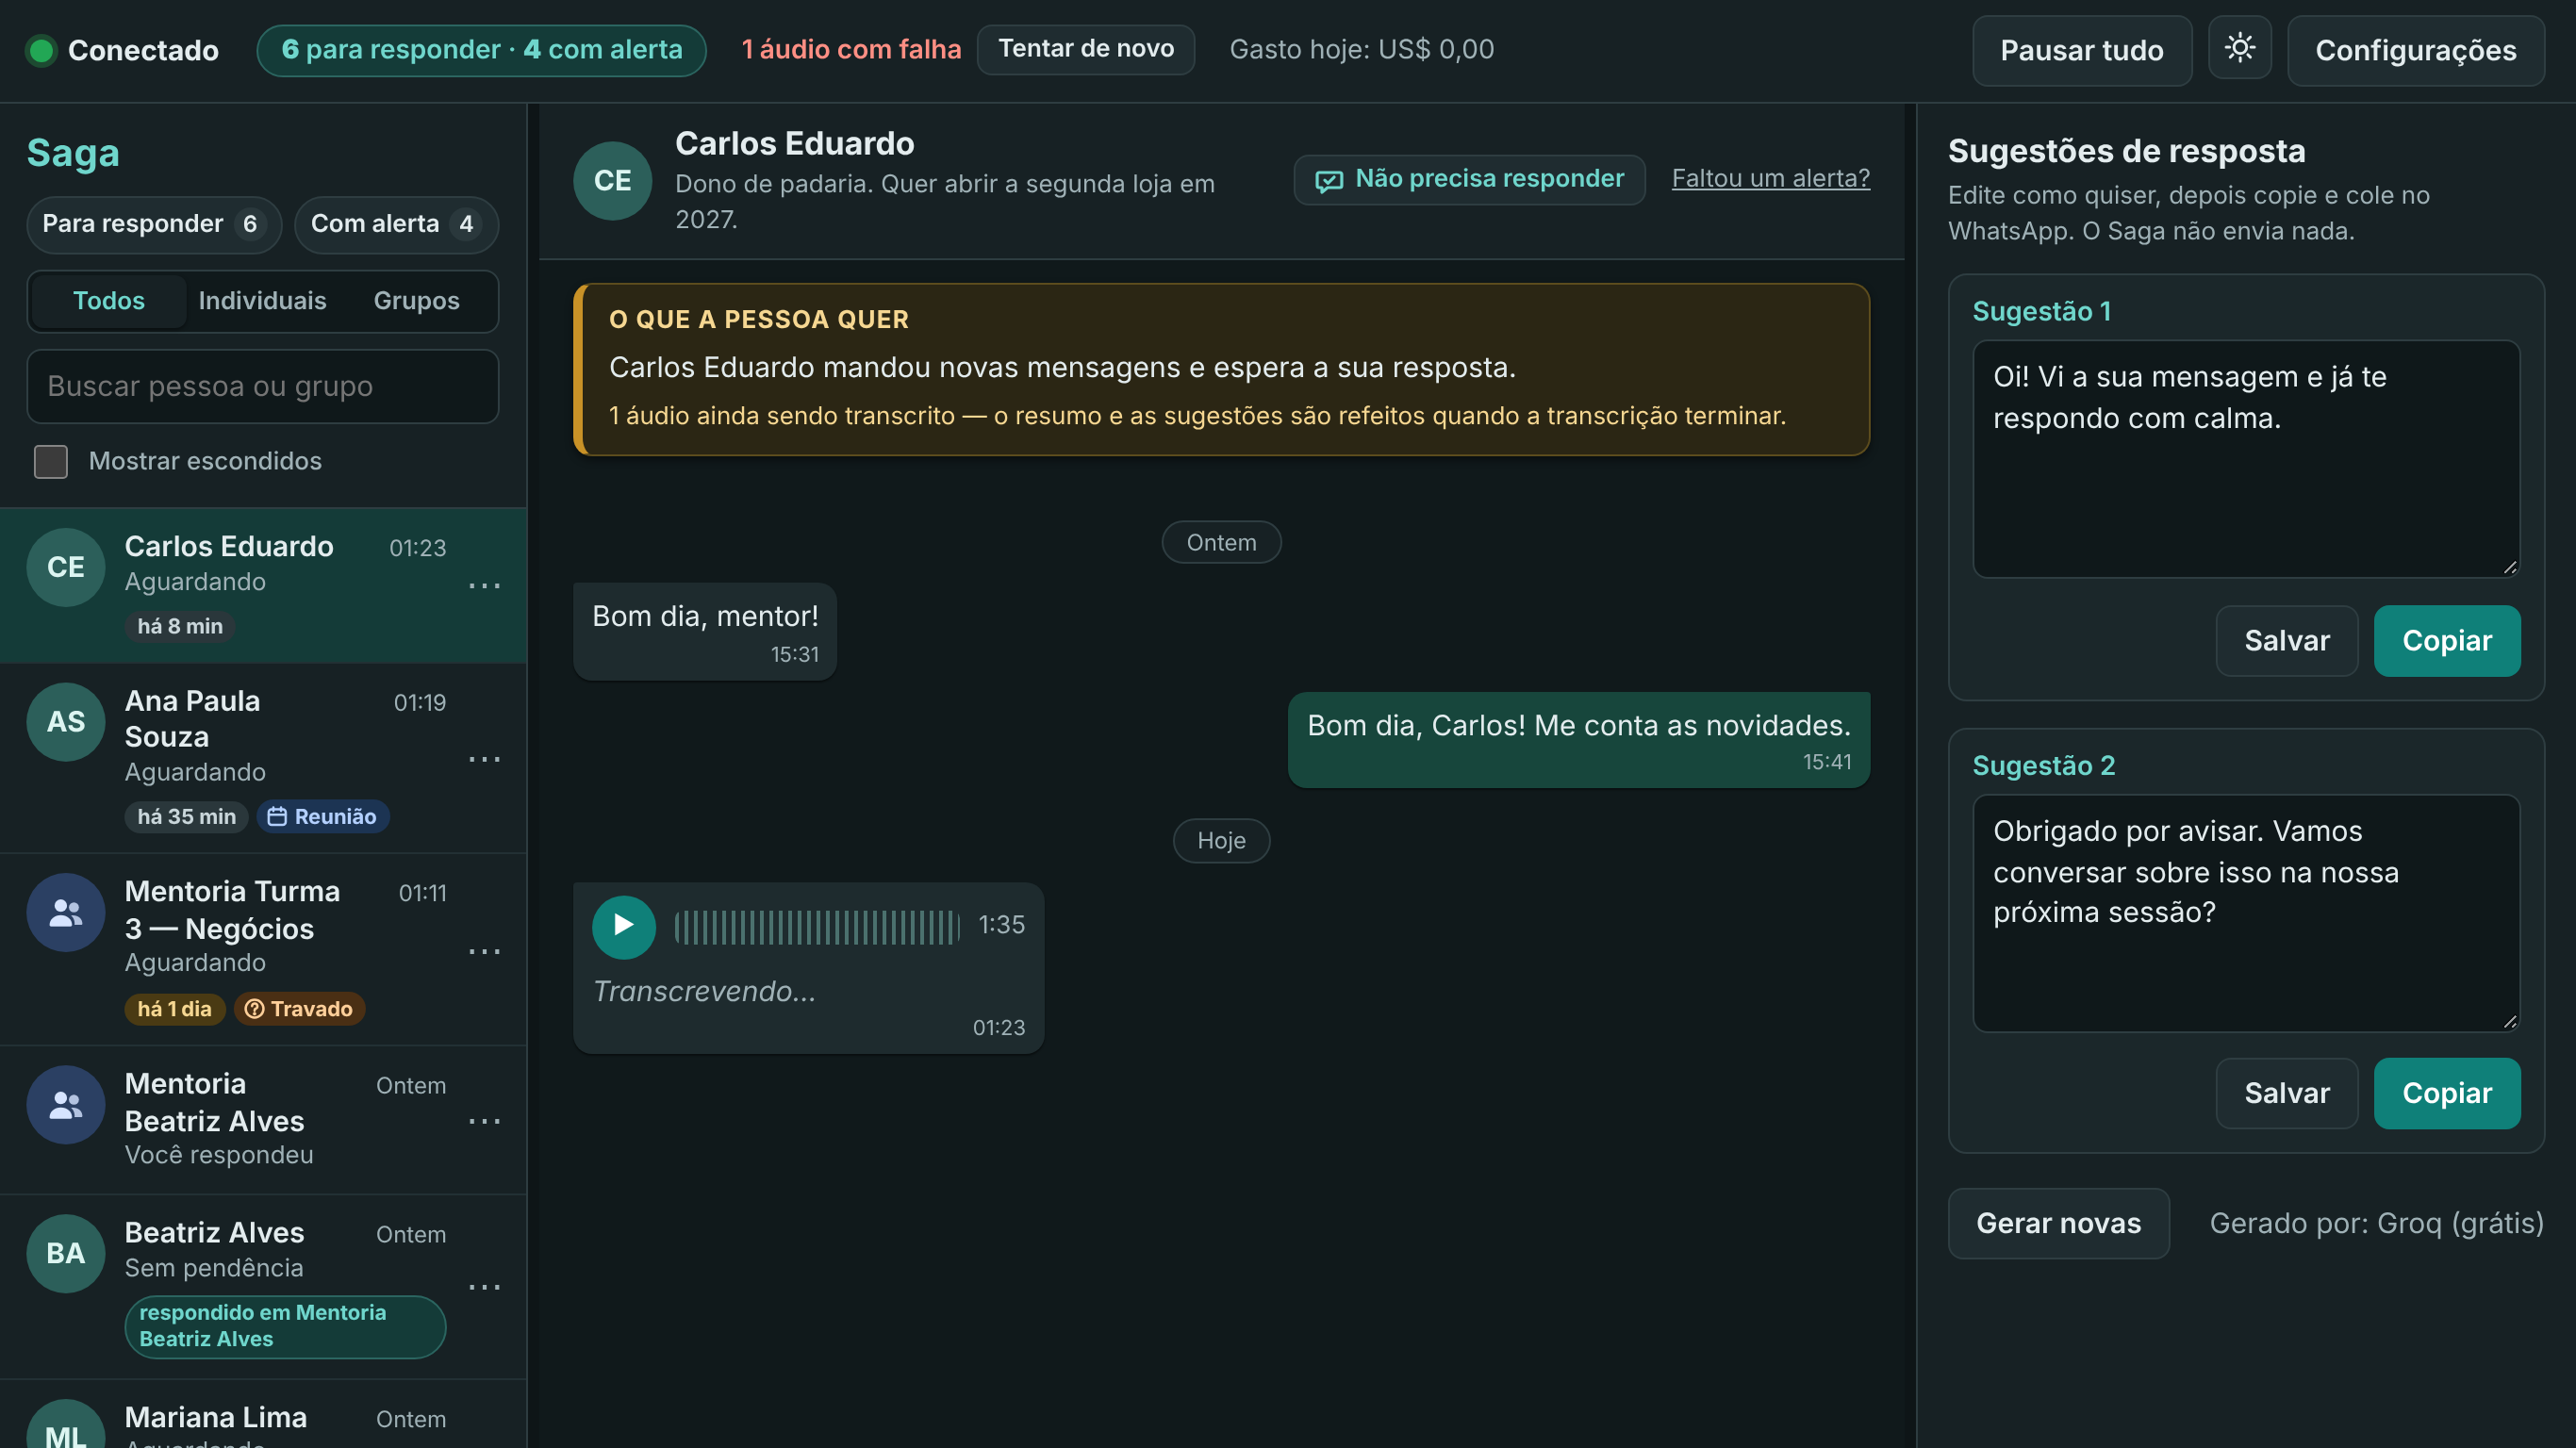 Conectado
6 para responder · 4 com alerta
1 áudio com falha
Tentar de novo
Gasto hoje: US$ 0,00
Pausar tudo
Configurações
Saga
Para responder 6
Com alerta 4
Todos
Individuais
Grupos
Buscar pessoa ou grupo
Mostrar escondidos
CE
Carlos Eduardo
01:23
Aguardando
há 8 min
...
AS
Ana Paula
Souza
01:19
Aguardando
há 35 min
Reunião
...
Mentoria Turma
3 — Negócios
01:11
Aguardando
há 1 dia
Travado
...
Mentoria
Beatriz Alves
Ontem
Você respondeu
...
BA
Beatriz Alves
Ontem
Sem pendência
respondido em Mentoria
Beatriz Alves
...
ML
Mariana Lima
Ontem
Aguardando
CE
Carlos Eduardo
Dono de padaria. Quer abrir a segunda loja em
2027.
Não precisa responder
Faltou um alerta?
O QUE A PESSOA QUER
Carlos Eduardo mandou novas mensagens e espera a sua resposta.
1 áudio ainda sendo transcrito — o resumo e as sugestões são refeitos quando a transcrição terminar.
Ontem
Bom dia, mentor!
15:31
Bom dia, Carlos! Me conta as novidades.
15:41
Hoje
1:35
Transcrevendo...
01:23
Sugestões de resposta
Edite como quiser, depois copie e cole no
WhatsApp. O Saga não envia nada.
Sugestão 1
Oi! Vi a sua mensagem e já te
respondo com calma.
Salvar
Copiar
Sugestão 2
Obrigado por avisar. Vamos
conversar sobre isso na nossa
próxima sessão?
Salvar
Copiar
Gerar novas
Gerado por: Groq (grátis)